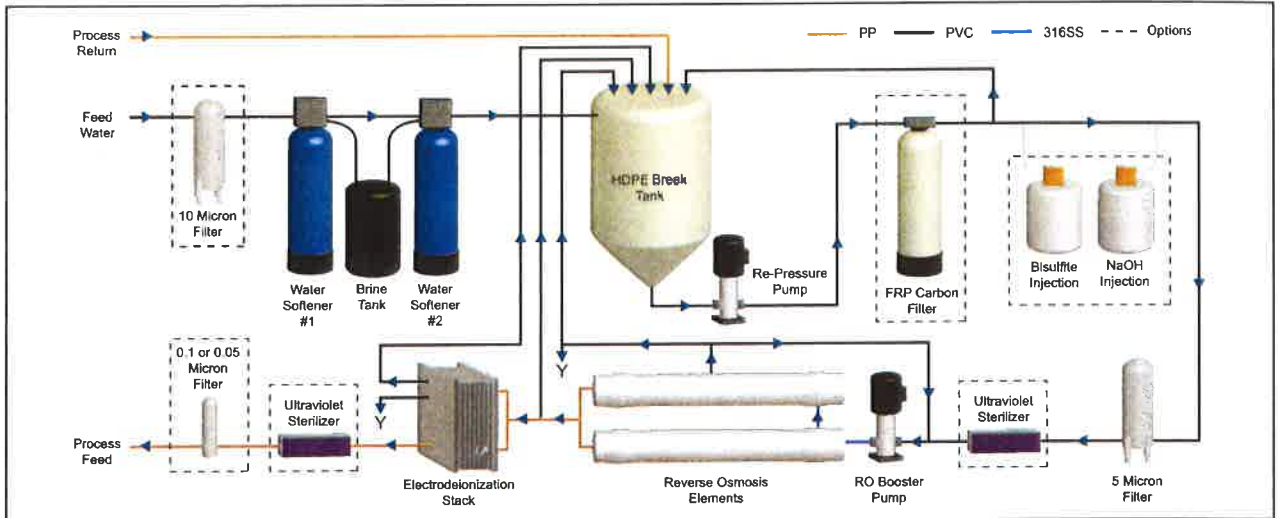 Process
Return
PP
PVC
316SS
Options
Feed
Water
10 Micron
Filter
Water
Softener
#1
Brine
Tank
Water
Softener
#2
HDPE Break
Tank
Re-Pressure
Pump
FRP Carbon
Filter
Bisulfite
Injection
NaOH
Injection
0.1 or 0.05
Micron
Filter
Ultraviolet
Sterilizer
Process
Feed
Y
Electrodeionization
Stack
Y
Reverse Osmosis
Elements
RO Booster
Pump
Ultraviolet
Sterilizer
5 Micron
Filter